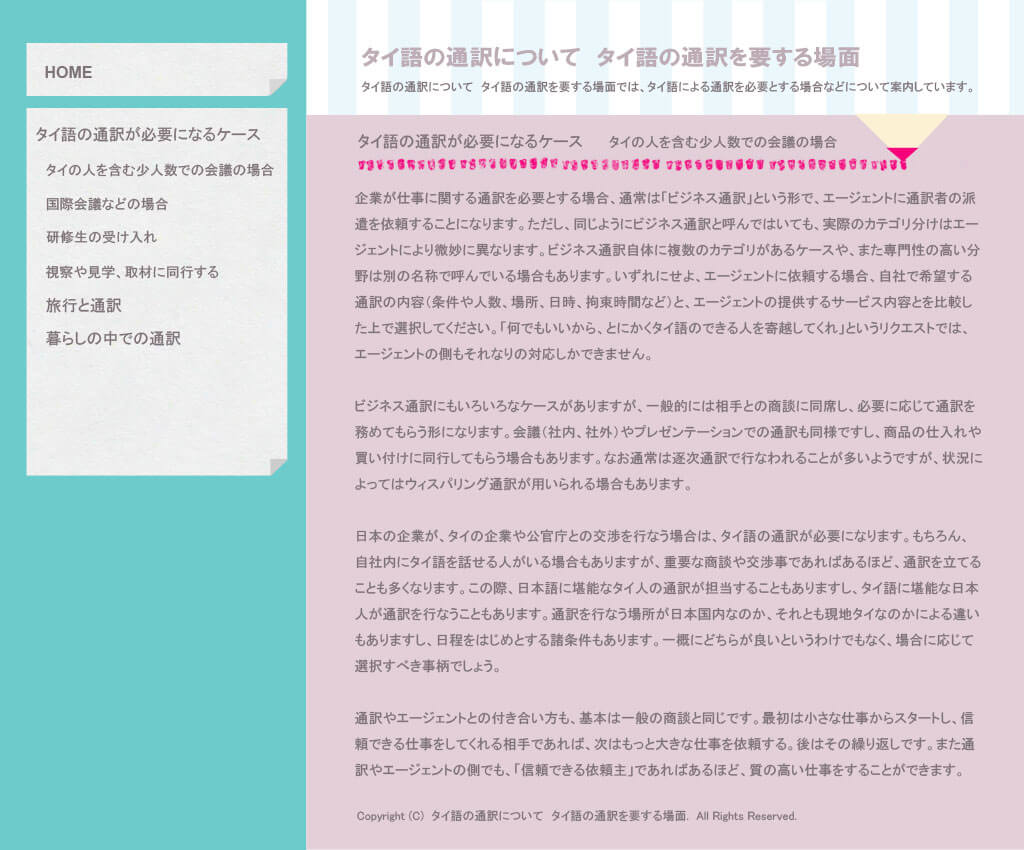 HOME
タイ語の通訳が必要になるケース
タイの人を含む少人数での会議の場合
国際会議などの場合
研修生の受け入れ
視察や見学、取材に同行する
旅行と通訳
暮らしの中での通訳
タイ語の通訳について　タイ語の通訳を要する場面
タイ語の通訳について　タイ語の通訳を要する場面では、タイ語による通訳を必要とする場合などについて案内しています。
タイ語の通訳が必要になるケース　タイの人を含む少人数での会議の場合
企業が仕事に関する通訳を必要とする場合、通常は「ビジネス通訳」という形で、エージェントに通訳者の派
遣を依頼することになります。ただし、同じようにビジネス通訳と呼んではいても、実際のカテゴリ分けはエー
ジェントにより微妙に異なります。ビジネス通訳自体に複数のカテゴリがあるケースや、また専門性の高い分
野は別の名称で呼んでいる場合もあります。いずれにせよ、エージェントに依頼する場合、自社で希望する
通訳の内容（条件や人数、場所、日時、拘束時間など）と、エージェントの提供するサービス内容とを比較し
た上で選択してください。「何でもいいから、とにかくタイ語のできる人を寄越してくれ」というリクエストでは、
エージェントの側もそれなりの対応しかできません。
ビジネス通訳にもいろいろなケースがありますが、一般的には相手との商談に同席し、必要に応じて通訳を
務めてもらう形になります。会議（社内、社外）やプレゼンテーションでの通訳も同様ですし、商品の仕入れや
買い付けに同行してもらう場合もあります。なお通常は逐次通訳で行なわれることが多いようですが、状況に
よってはウィスパリング通訳が用いられる場合もあります。
日本の企業が、タイの企業や公官庁との交渉を行なう場合は、タイ語の通訳が必要になります。もちろん、
自社内にタイ語を話せる人がいる場合もありますが、重要な商談や交渉事であればあるほど、通訳を立てる
ことも多くなります。この際、日本語に堪能なタイ人の通訳が担当することもありますし、タイ語に堪能な日本
人が通訳を行なうこともあります。通訳を行なう場所が日本国内なのか、それとも現地タイなのかによる違い
もありますし、日程をはじめとする諸条件もあります。一概にどちらが良いというわけでもなく、場合に応じて
選択すべき事柄でしょう。
通訳やエージェントとの付き合い方も、基本は一般の商談と同じです。最初は小さな仕事からスタートし、信
頼できる仕事をしてくれる相手であれば、次はもっと大きな仕事を依頼する。後はその繰り返しです。また通
訳やエージェントの側でも、「信頼できる依頼主」であればあるほど、質の高い仕事をすることができます。
Copyright (C) タイ語の通訳について　タイ語の通訳を要する場面. All Rights Reserved.